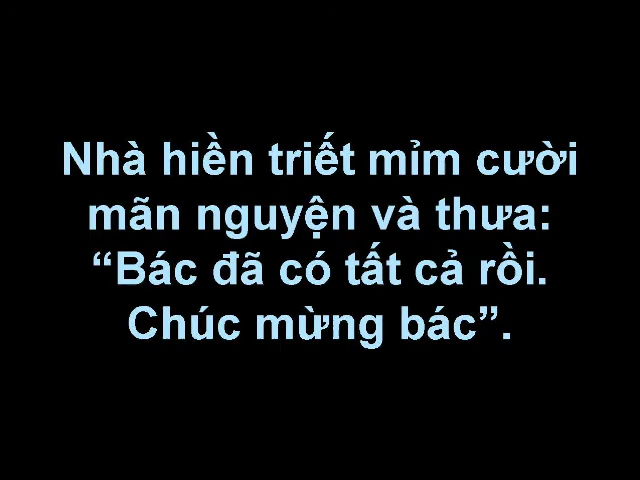 Nhà hiền triết mỉm cười
mãn nguyện và thưa:
“Bác đã có tất cả rồi.
Chúc mừng bác”.